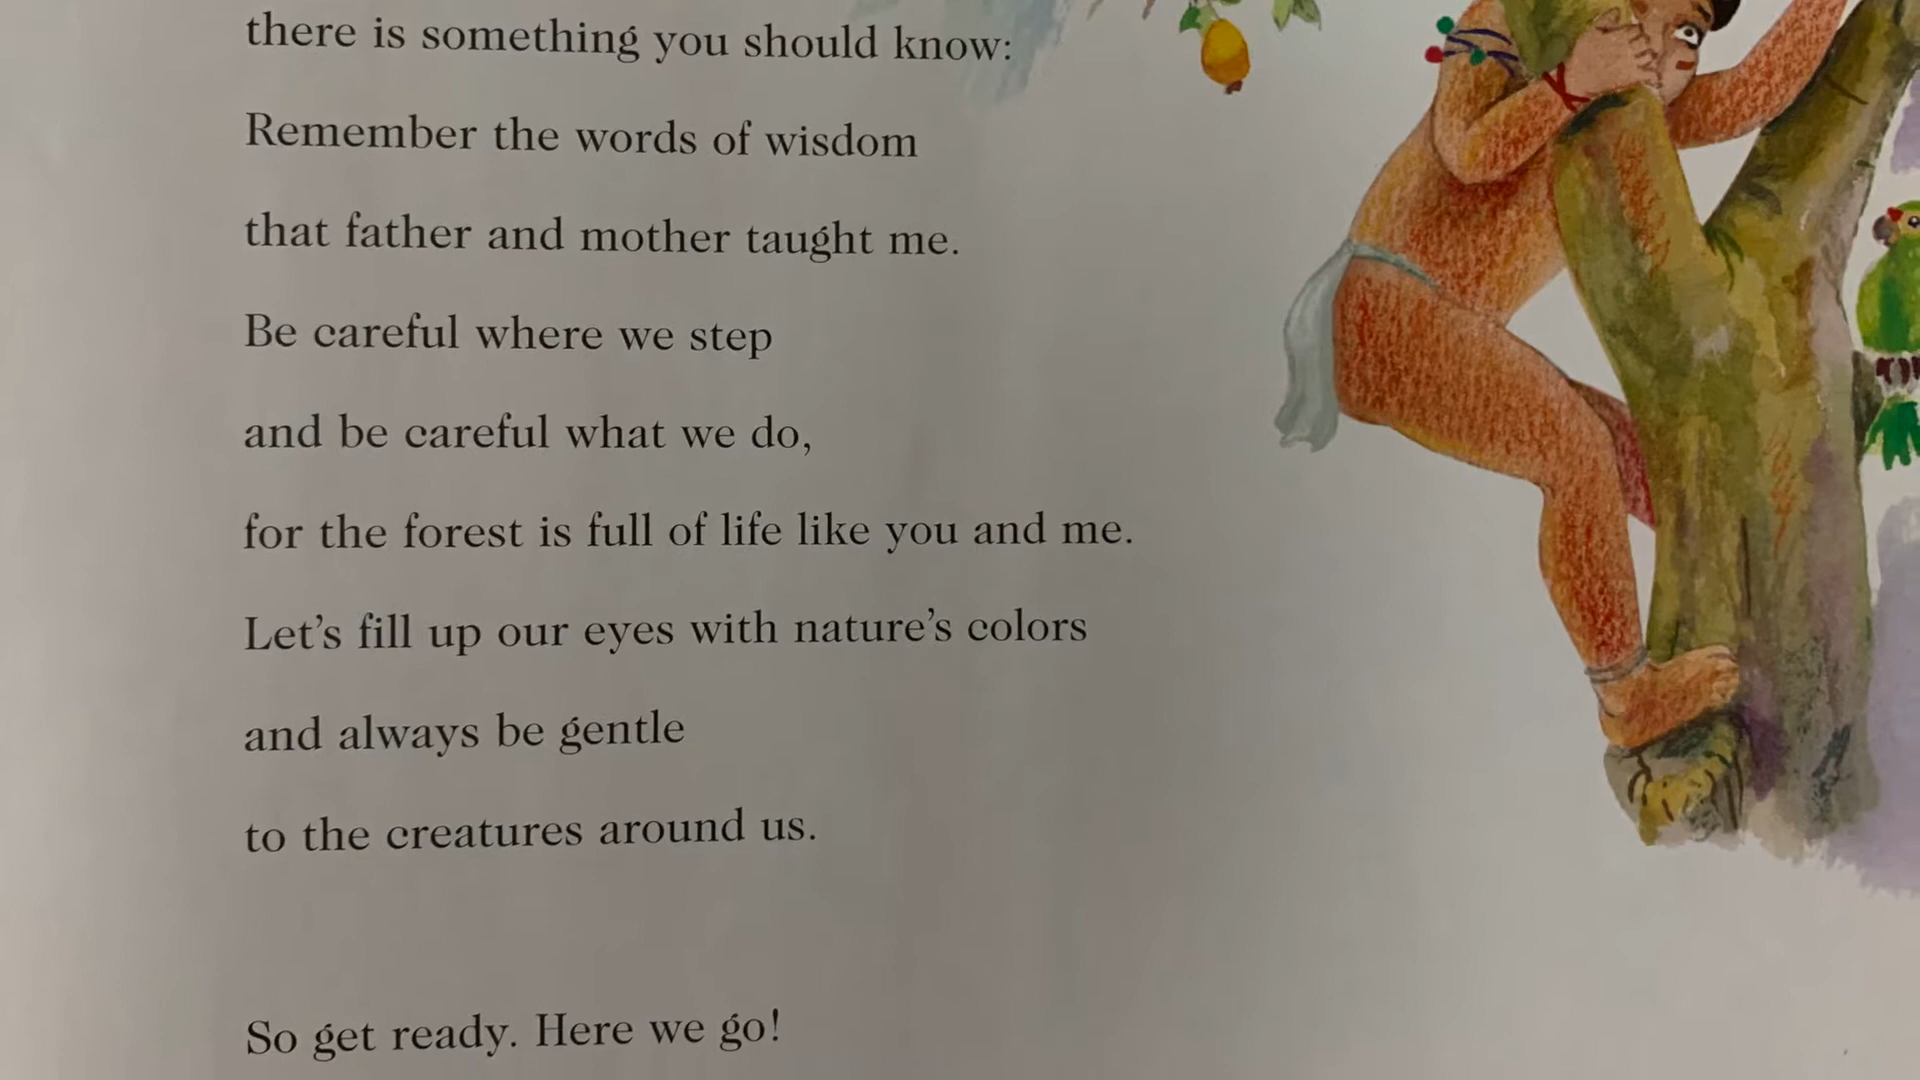 there is something you should know:
Remember the words of wisdom
that father and mother taught me.
Be careful where we step
and be careful what we do,
for the forest is full of life like you and me.
Let’s fill up our eyes with nature’s colors
and always be gentle
to the creatures around us.
So get ready. Here we go!